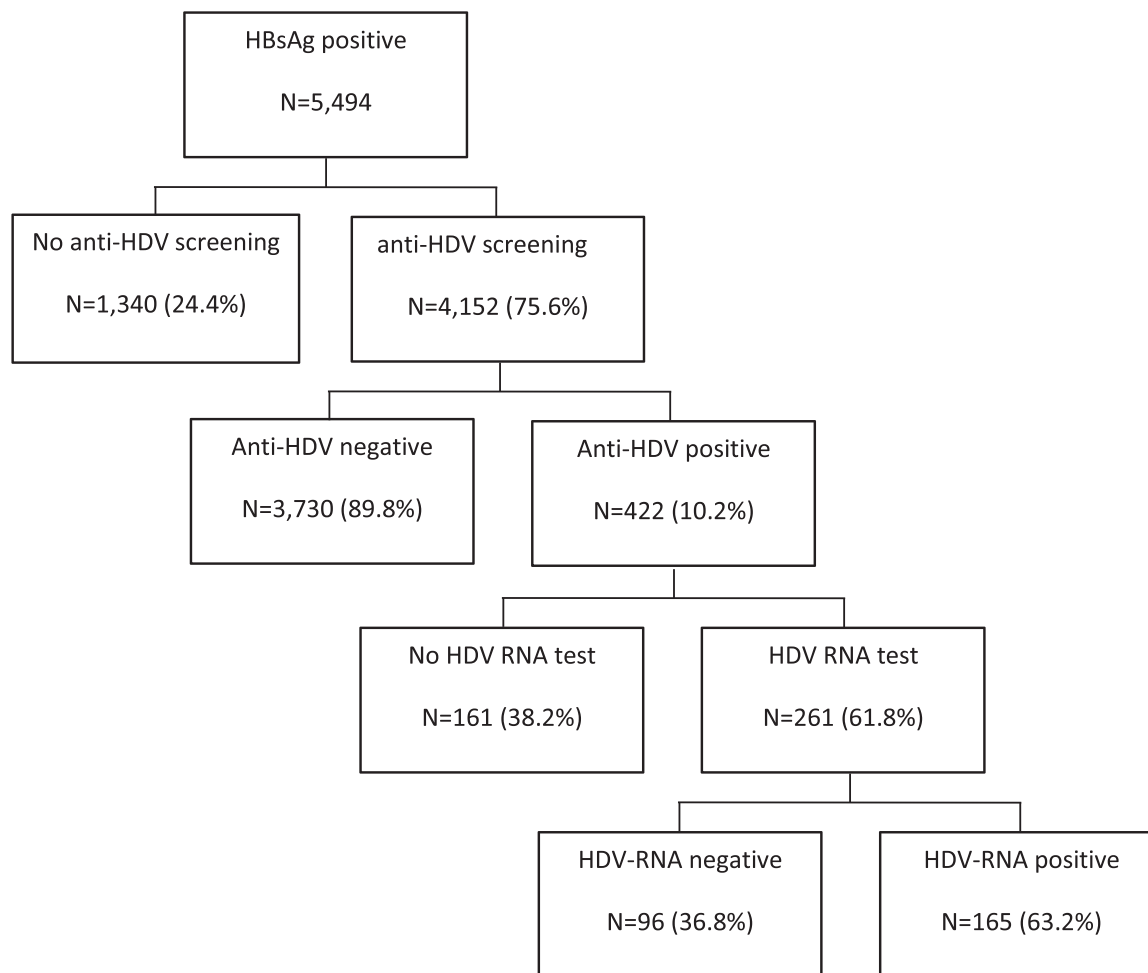 HBsAg positive
N=5,494
No anti-HDV screening
N=1,340 (24.4%)
anti-HDV screening
N=4,152 (75.6%)
Anti-HDV negative
N=3,730 (89.8%)
Anti-HDV positive
N=422 (10.2%)
No HDV RNA test
N=161 (38.2%)
HDV RNA test
N=261 (61.8%)
HDV-RNA negative
N=96 (36.8%)
HDV-RNA positive
N=165 (63.2%)